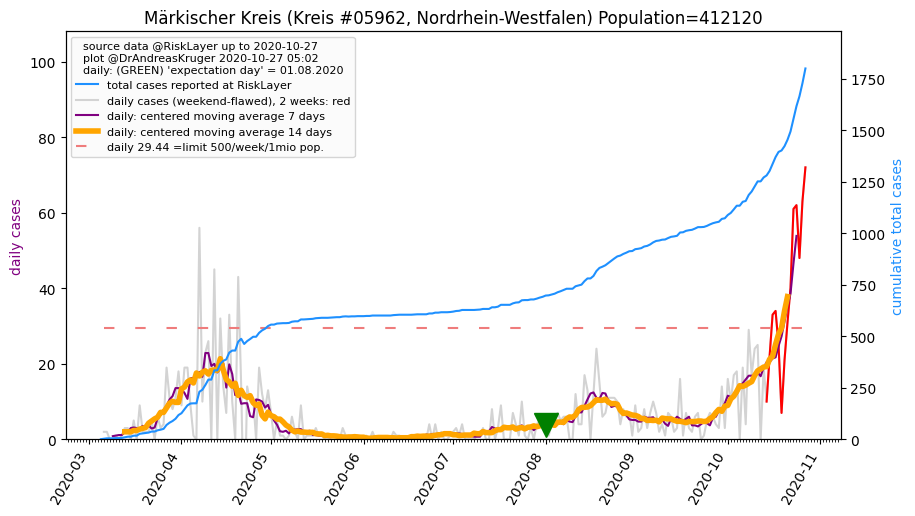 Märkischer Kreis (Kreis #05962, Nordrhein-Westfalen) Population=412120
source data @RiskLayer up to 2020-10-27
plot @DrAndreasKruger 2020-10-27 05:02
daily: (GREEN) 'expectation day' = 01.08.2020
total cases reported at RiskLayer
daily cases (weekend-flawed), 2 weeks: red
daily: centered moving average 7 days
daily: centered moving average 14 days
daily 29.44 =limit 500/week/1mio pop.
daily cases
100
80
60
40
20
0
cumulative total cases
1750
1500
1250
1000
750
500
250
0
2020-03
2020-04
2020-05
2020-06
2020-07
2020-08
2020-09
2020-10
2020-11